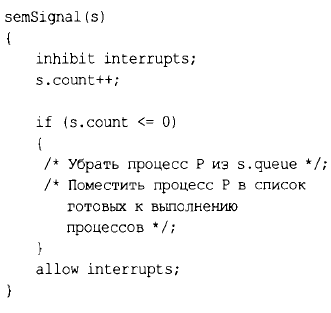 semSignal(s)
{
inhibit interrupts;
s.count++;
if (s.count <= 0)
{
/* Убрать процесс P из s.queue */;
/* Поместить процесс P в список
готовых к выполнению
процессов */;
}
allow interrupts;
}